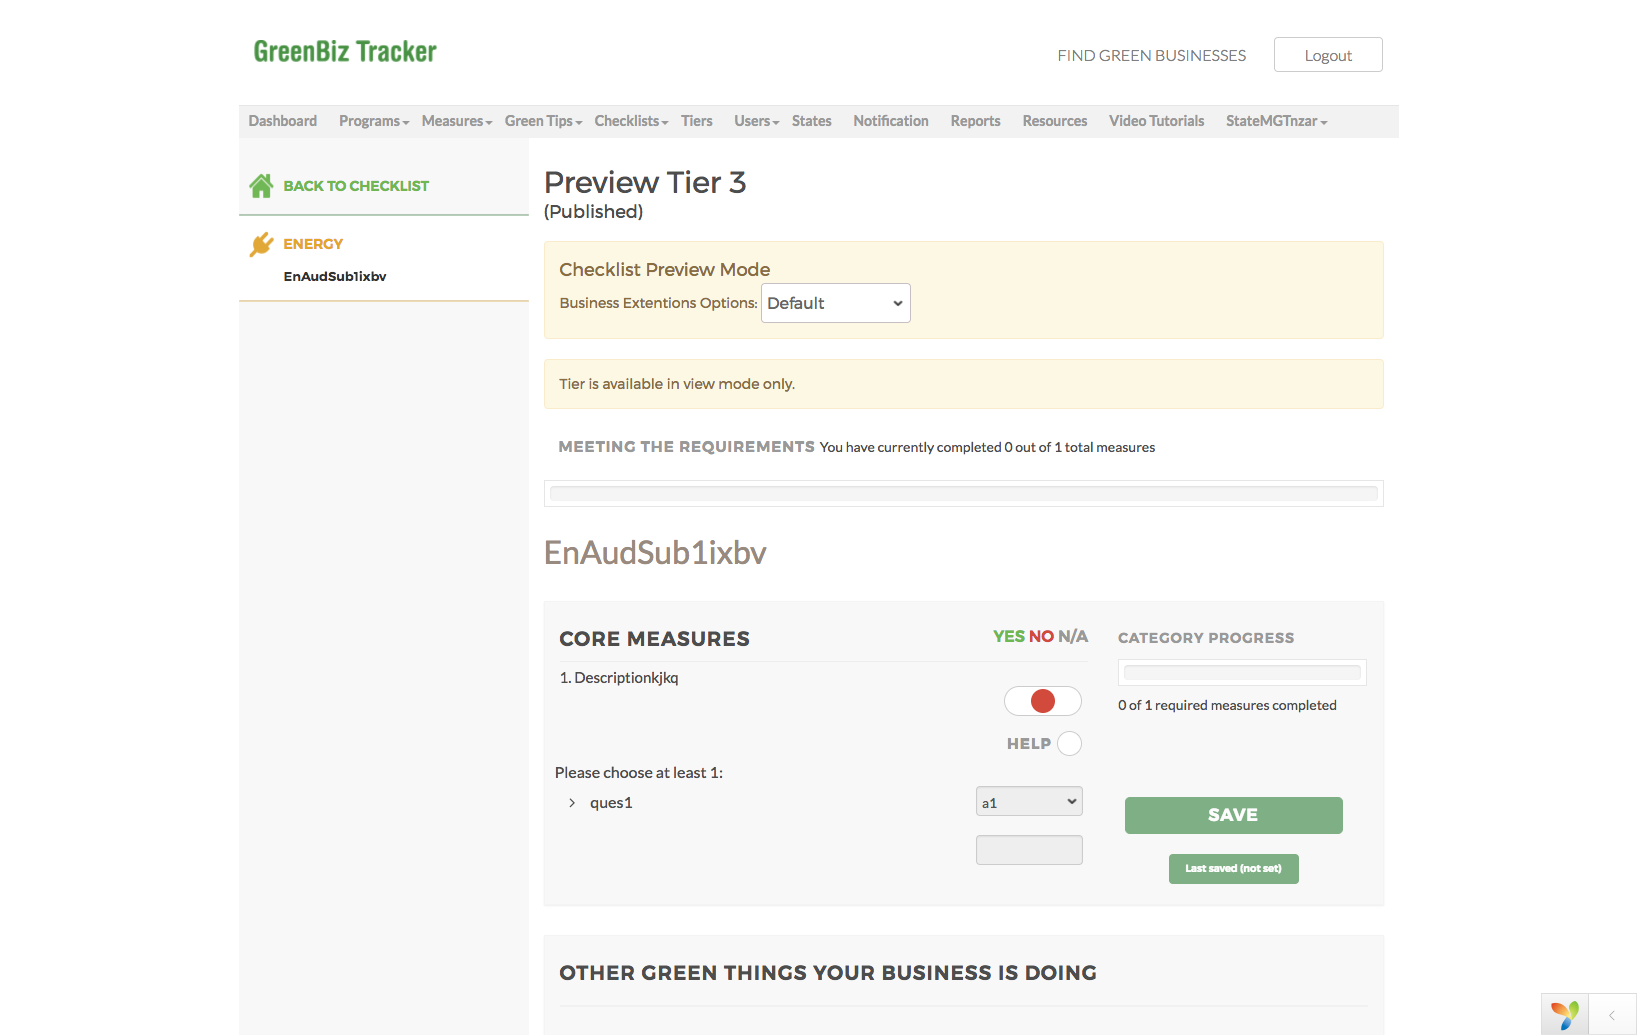 GreenBiz Tracker
FIND GREEN BUSINESSES
Logout
Dashboard Programs Measures Green Tips Checklists Tiers Users States Notification Reports Resources Video Tutorials StateMGTnzar
BACK TO CHECKLIST
ENERGY
EnAudSub1ixbv
Preview Tier 3
(Published)
Checklist Preview Mode
Business Extentions Options: Default
Tier is available in view mode only.
MEETING THE REQUIREMENTS You have currently completed 0 out of 1 total measures
EnAudSub1ixbv
CORE MEASURES
YES NO N/A
1. Descriptionkjkq
HELP
Please choose at least 1:
ques1
a1
CATEGORY PROGRESS
0 of 1 required measures completed
SAVE
Last saved (not set)
OTHER GREEN THINGS YOUR BUSINESS IS DOING